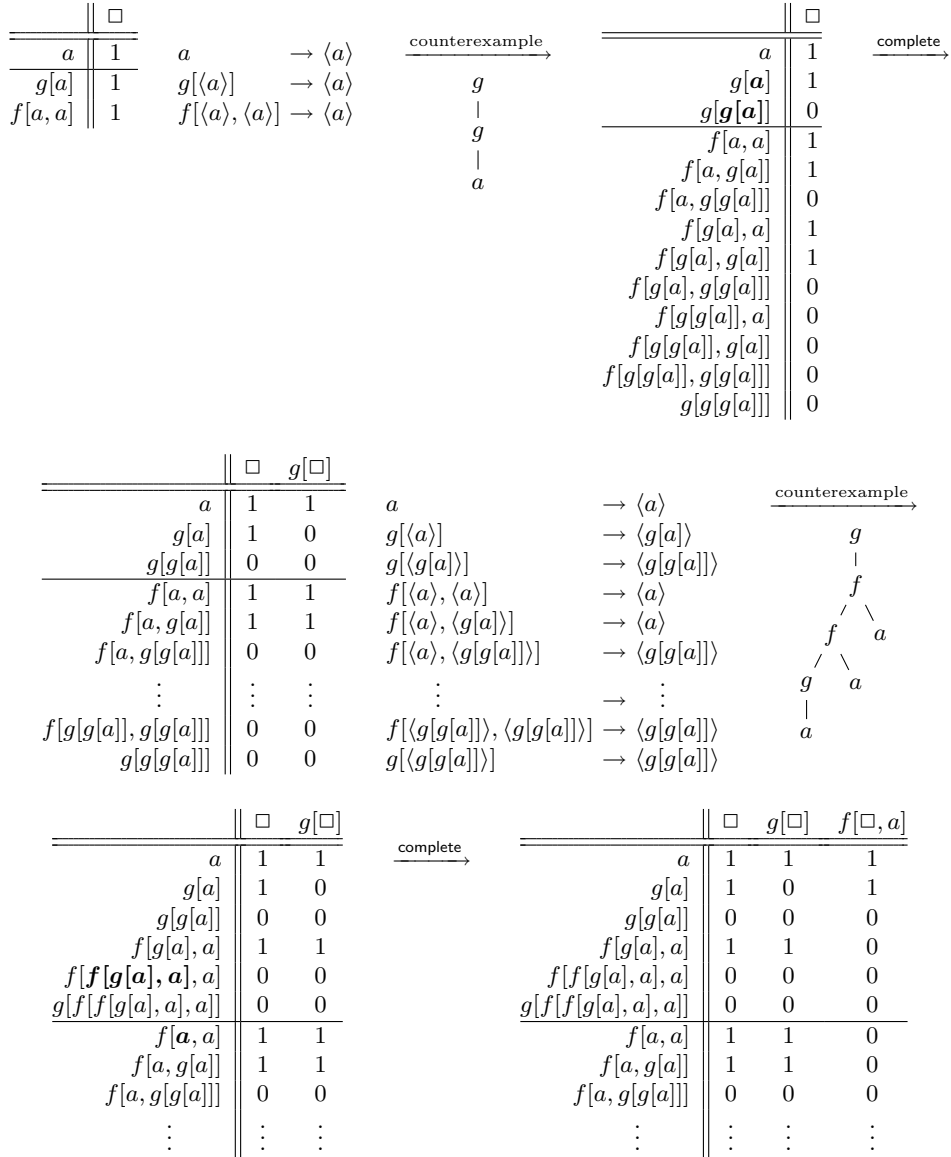 □
a 1 a → ⟨a⟩
g[a] 1 g[⟨a⟩] → ⟨a⟩
f[a, a] 1 f[⟨a⟩, ⟨a⟩] → ⟨a⟩
counterexample
g
g
a
□
a 1
g[a] 1
g[g[a]] 0
f[a, a] 1
f[a, g[a]] 1
f[a, g[g[a]]] 0
f[g[a], a] 1
f[g[a], g[a]] 1
f[g[a], g[g[a]]] 0
f[g[g[a]], a] 0
f[g[g[a]], g[a]] 0
f[g[g[a]], g[g[a]]] 0
g[g[g[a]]] 0
complete
□ g[□]
a 1 1 a → ⟨a⟩
g[a] 1 0 g[⟨a⟩] → ⟨g[a]⟩
g[g[a]] 0 0 g[⟨g[a]⟩] → ⟨g[g[a]]⟩
f[a, a] 1 1 f[⟨a⟩, ⟨a⟩] → ⟨a⟩
f[a, g[a]] 1 1 f[⟨a⟩, ⟨g[a]⟩] → ⟨a⟩
f[a, g[g[a]]] 0 0 f[⟨a⟩, ⟨g[g[a]]⟩] → ⟨g[g[a]]⟩
⋮ ⋮ ⋮ ⋮ → ⋮
f[g[g[a]], g[g[a]]] 0 0 f[⟨g[g[a]]⟩, ⟨g[g[a]]⟩] → ⟨g[g[a]]⟩
g[g[g[a]]] 0 0 g[⟨g[g[a]]⟩] → ⟨g[g[a]]⟩
counterexample
g
f
f a
g a
a
□ g[□]
a 1 1
g[a] 1 0
g[g[a]] 0 0
f[g[a], a] 1 1
f[f[g[a], a], a] 0 0
g[f[f[g[a], a], a]] 0 0
f[a, a] 1 1
f[a, g[a]] 1 1
f[a, g[g[a]]] 0 0
⋮ ⋮ ⋮
complete
□ g[□] f[□, a]
a 1 1 1
g[a] 1 0 1
g[g[a]] 0 0 0
f[g[a], a] 1 1 0
f[f[g[a], a], a] 0 0 0
g[f[f[g[a], a], a]] 0 0 0
f[a, a] 1 1 0
f[a, g[a]] 1 1 0
f[a, g[g[a]]] 0 0 0
⋮ ⋮ ⋮ ⋮